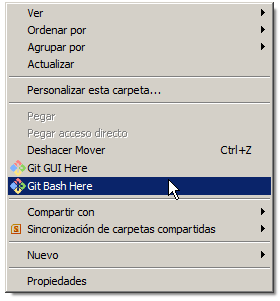 Ver
Ordenar por
Agrupar por
Actualizar
Personalizar esta carpeta...
Pegar
Pegar acceso directo
Deshacer Mover Ctrl+Z
Git GUI Here
Git Bash Here
Compartir con
Sincronización de carpetas compartidas
Nuevo
Propiedades